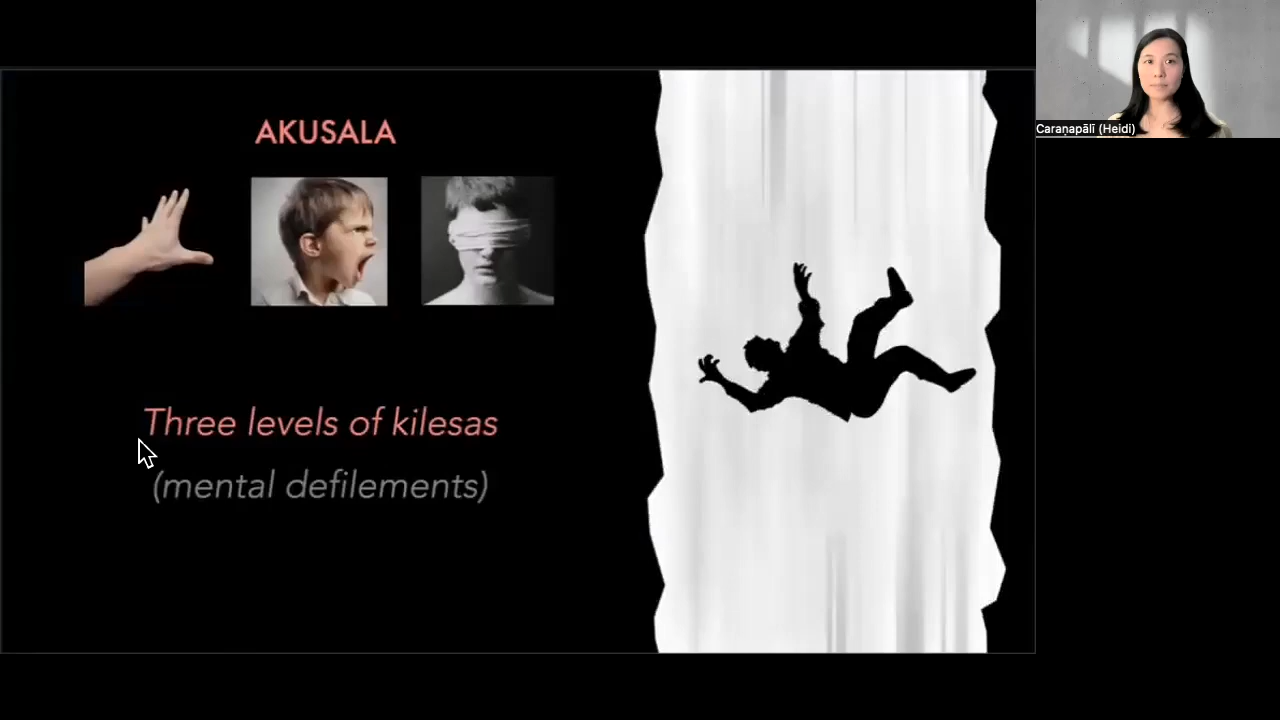 AKUSALA
Three levels of kilesas
(mental defilements)
Caraṇapālī (Heidi)